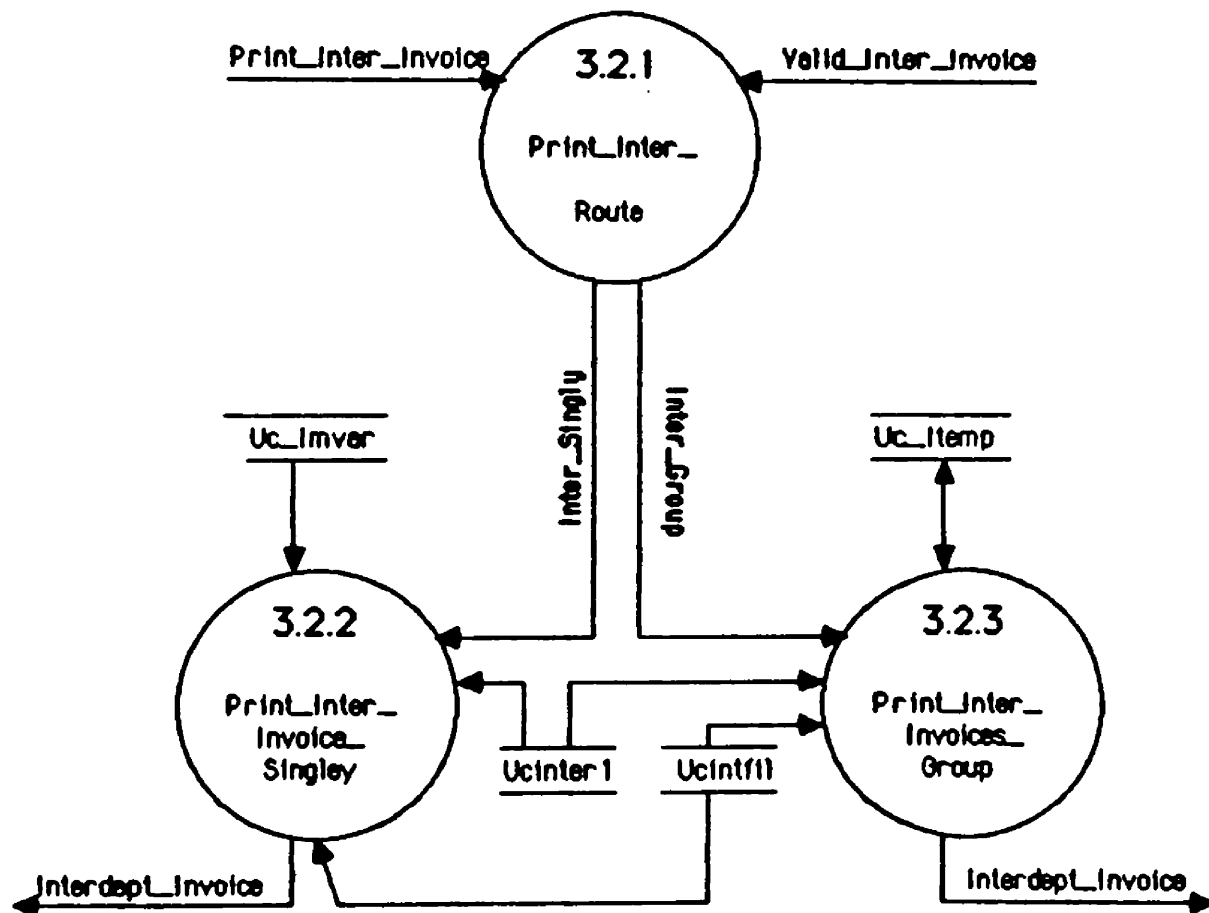 Print_Inter_Invoice
3.2.1
Valid_Inter_Invoice
Print_Inter_
Route
Inter_Singly
Inter_Group
Uc_Imver
Uc_Itemp
3.2.2
3.2.3
Print_Inter_
Invoice_
Singley
Print_Inter_
Invoices_
Group
Ucinter1
Ucintfil
Interdept_Invoice
Interdept_Invoice